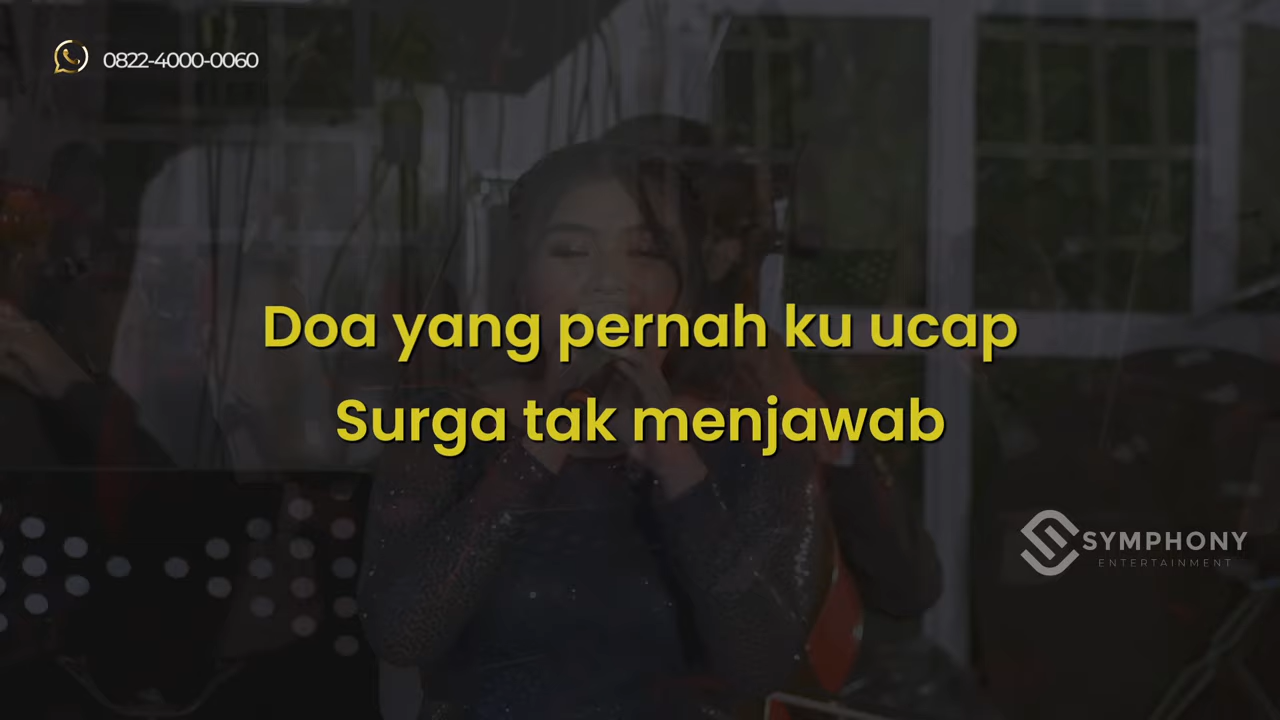 0822-4000-0060
Doa yang pernah ku ucap
Surga tak menjawab
SYMPHONY
ENTERTAINMENT